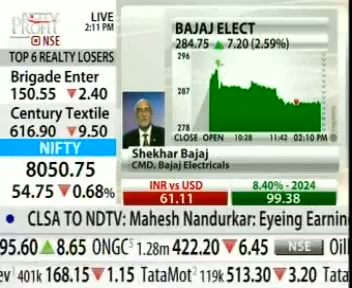 NDTV
PROFIT
NSE
LIVE
2:11 PM
TOP 6 REALTY LOSERS
Brigade Enter
150.55 ▼2.40
Century Textile
616.90 ▼9.50
NIFTY
8050.75
54.75 ▼0.68%
BAJAJ ELECT
284.75 ▲ 7.20 (2.59%)
296
287
278
CLOSE OPEN 10:28 11:42 02:10 PM
Shekhar Bajaj
CMD, Bajaj Electricals
INR vs USD
61.11
8.40% - 2024
99.38
• CLSA TO NDTV: Mahesh Nandurkar: Eyeing Earnin
95.60 ▲ 8.65 ONGC 1.28m 422.20 ▼ 6.45 NSE Oil
ev 401k 168.15 ▼ 1.15 TataMot 119k 513.30 ▼ 3.20 Tata